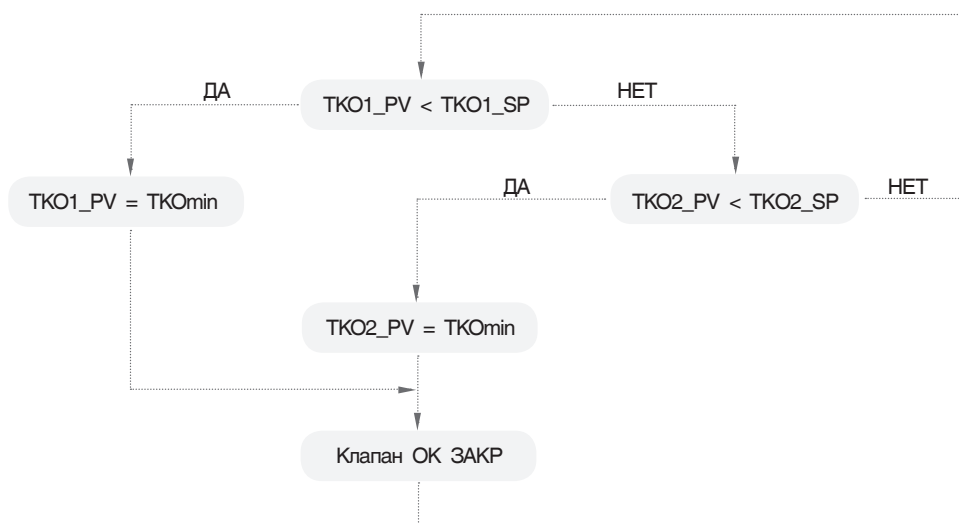 ДА
TKO1_PV < TKO1_SP
НЕТ
TKO1_PV = TKOmin
ДА
TKO2_PV < TKO2_SP
НЕТ
TKO2_PV = TKOmin
Клапан ОК ЗАКР